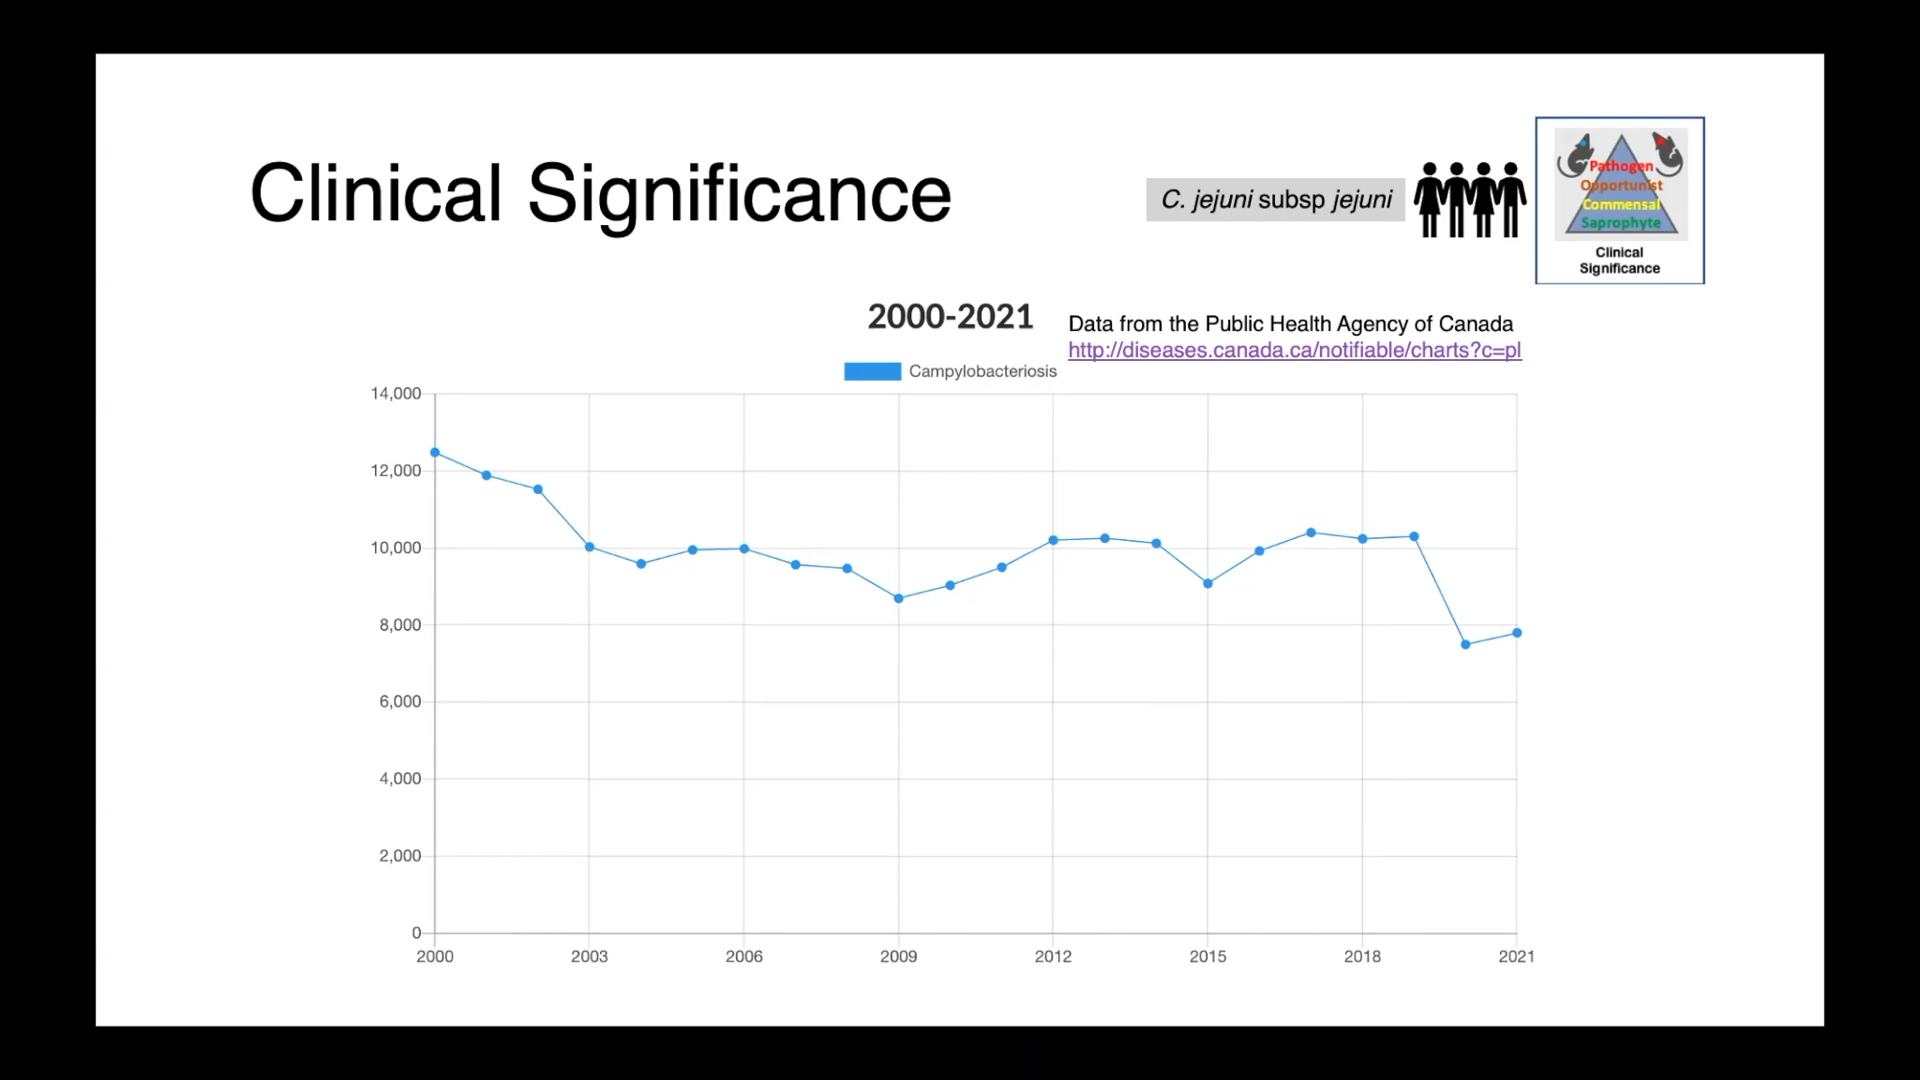 Clinical Significance
C. jejuni subsp jejuni
Pathogen
Opportunist
Commensal
Saprophyte
Clinical
Significance
2000-2021
Data from the Public Health Agency of Canada
http://diseases.canada.ca/notifiable/charts?c=pl
Campylobacteriosis
14,000
12,000
10,000
8,000
6,000
4,000
2,000
0
2000 2003 2006 2009 2012 2015 2018 2021